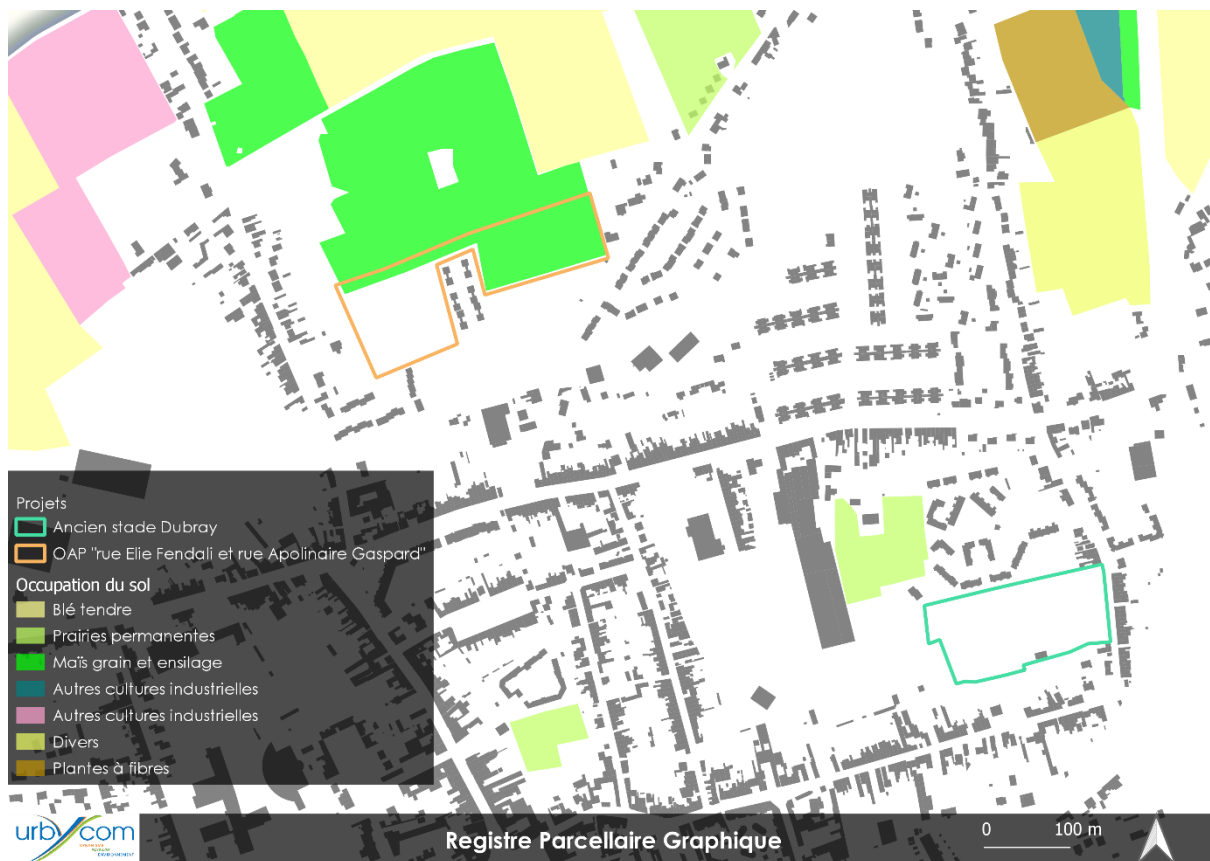 Projets
Ancien stade Dubray
OAP "rue Elie Fendali et rue Apolinaire Gaspard"
Occupation du sol
Blé tendre
Prairies permanentes
Maïs grain et ensilage
Autres cultures industrielles
Autres cultures industrielles
Divers
Plantes à fibres
urbycom
ENVIRONNEMENT
Registre Parcellaire Graphique
0 100 m